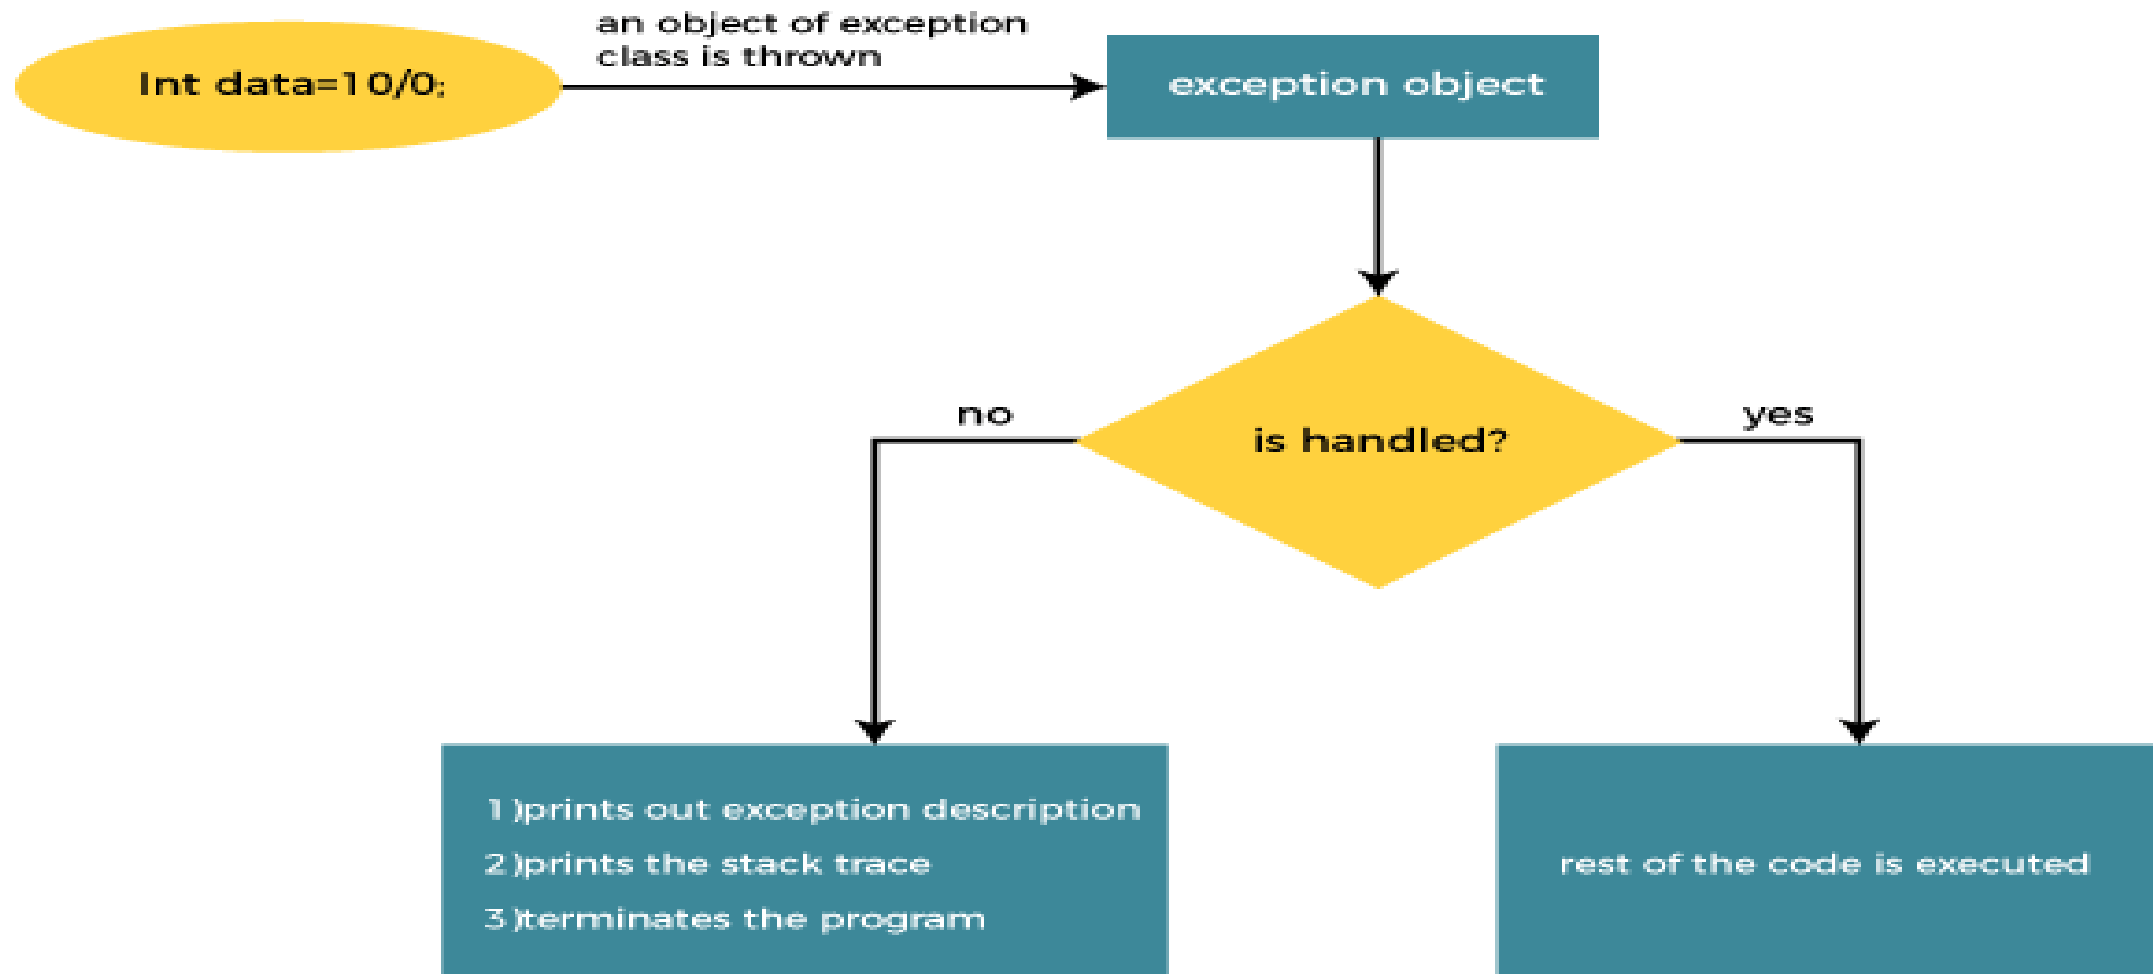 an object of exception
class is thrown
Int data=10/0;
exception object
no
yes
is handled?
1)prints out exception description
2)prints the stack trace
3)terminates the program
rest of the code is executed